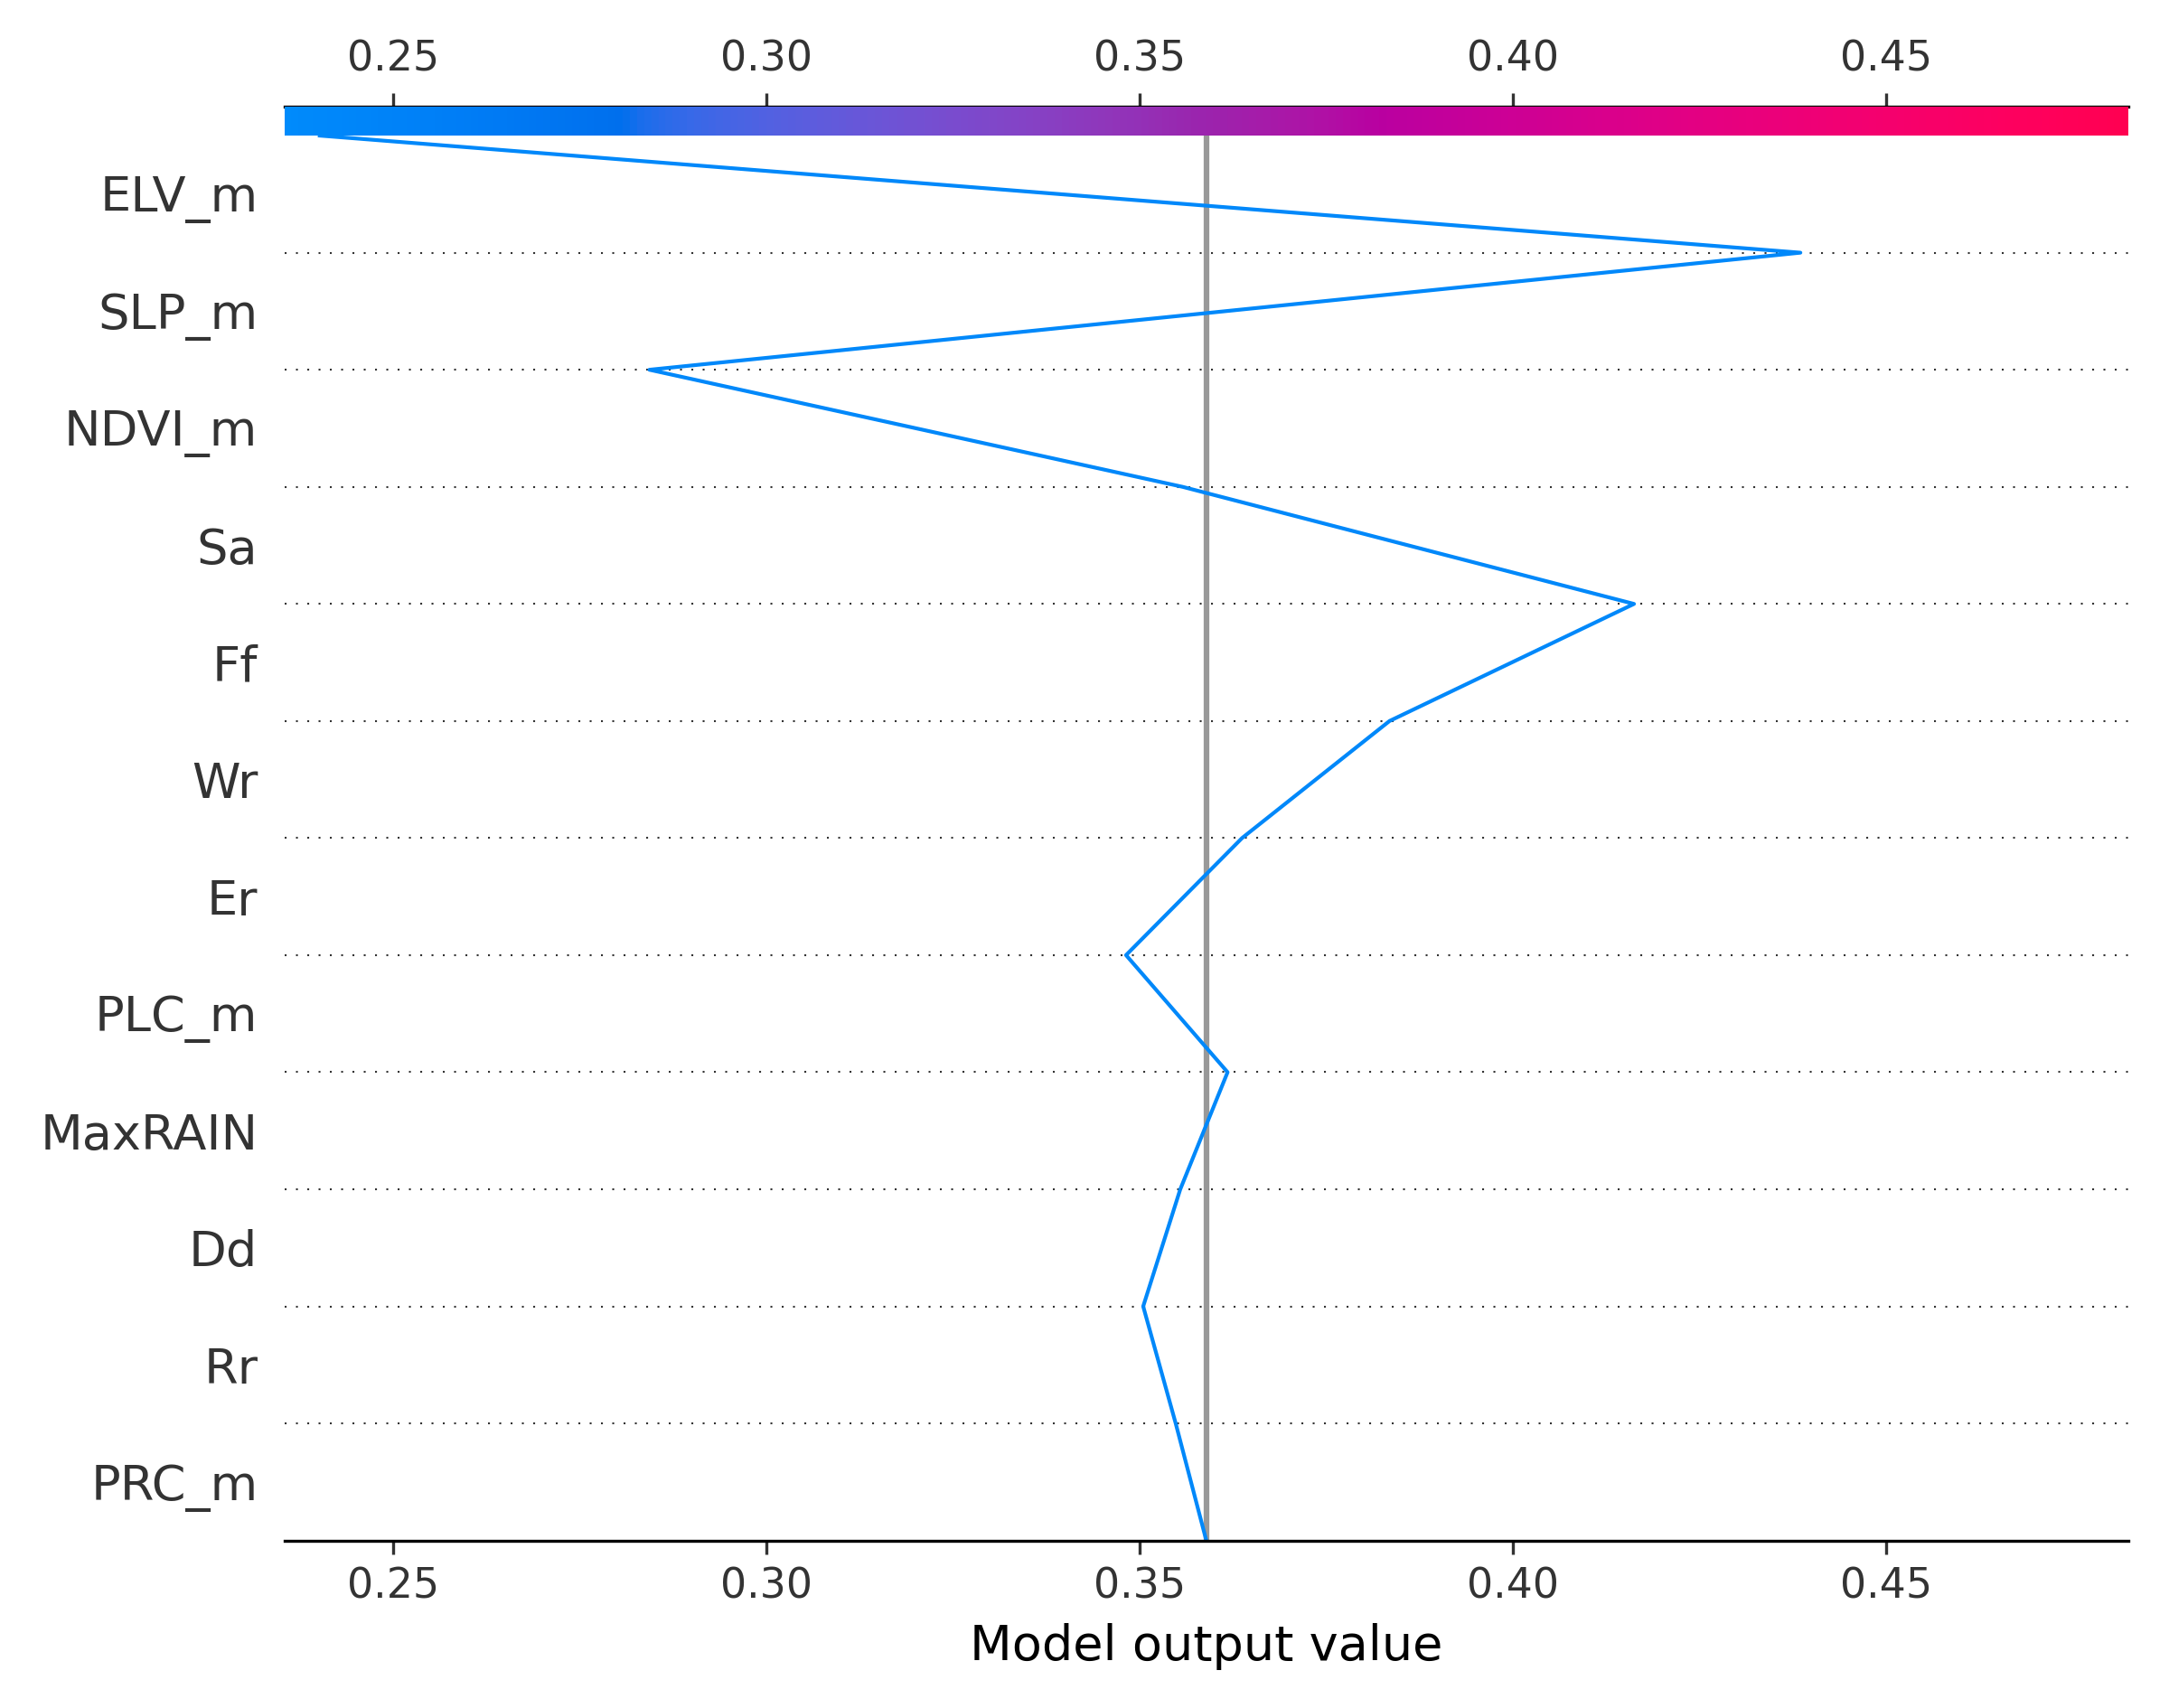 0.25 0.30 0.35 0.40 0.45
ELV_m
SLP_m
NDVI_m
Sa
Ff
Wr
Er
PLC_m
MaxRAIN
Dd
Rr
PRC_m
0.25 0.30 0.35 0.40 0.45
Model output value